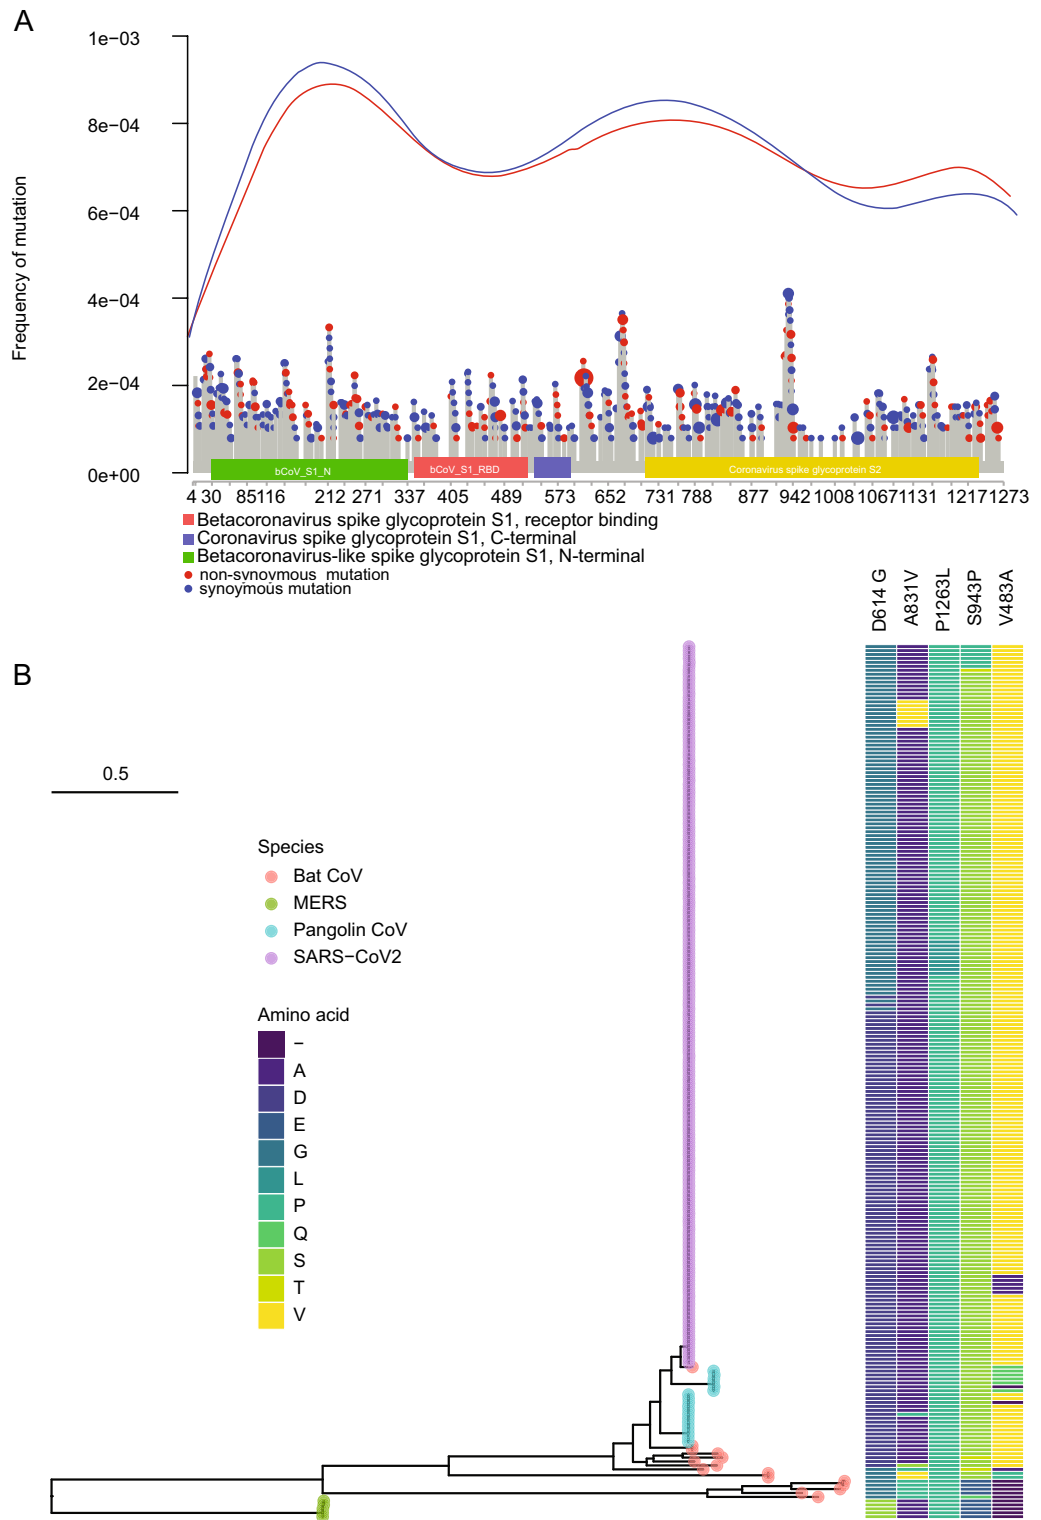 A
1e−03
8e−04
6e−04
4e−04
2e−04
0e+00
Frequency of mutation
bCoV_S1_N
bCoV_S1_RBD
Coronavirus spike glycoprotein S2
4 30 85 116 212 271 337 405 489 573 652 731 788 877 942 1008 1067 1131 1217 1273
Betacoronavirus spike glycoprotein S1, receptor binding
Coronavirus spike glycoprotein S1, C-terminal
Betacoronavirus-like spike glycoprotein S1, N-terminal
non-synoymous mutation
synoymous mutation
D614 G
A831V
P1263L
S943P
V483A
B
0.5
Species
Bat CoV
MERS
Pangolin CoV
SARS−CoV2
Amino acid
−
A
D
E
G
L
P
Q
S
T
V